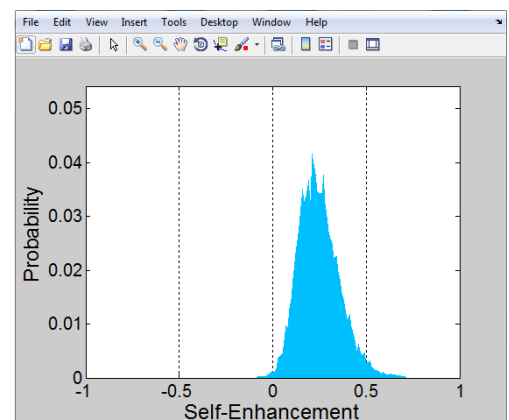 File Edit View Insert Tools Desktop Window Help
0.05
0.04
0.03
0.02
0.01
0
Probability
-1 -0.5 0 0.5 1
Self-Enhancement